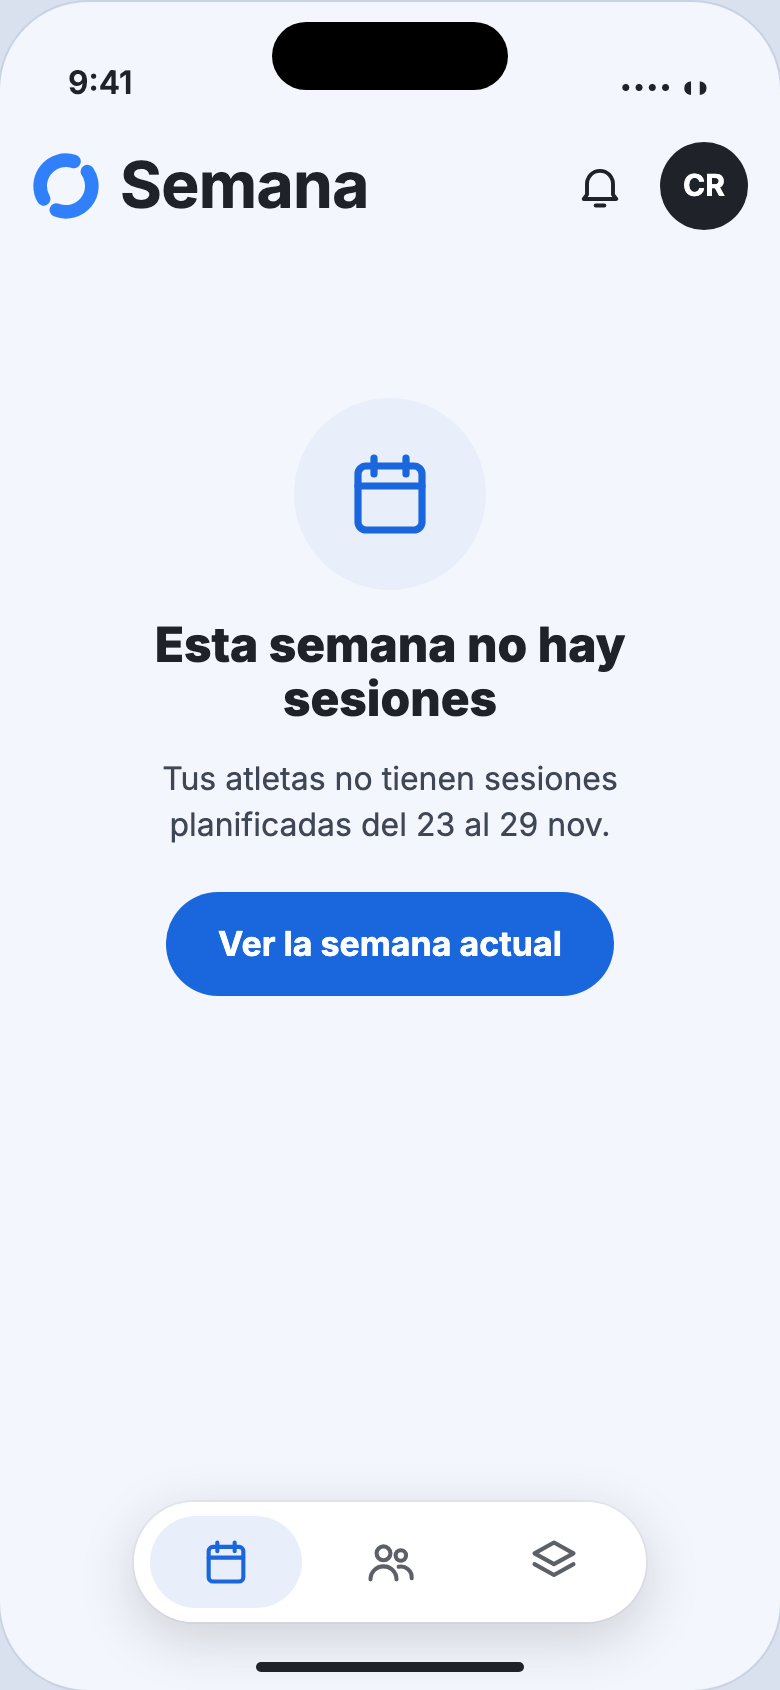 9:41
Semana
CR
Esta semana no hay
sesiones
Tus atletas no tienen sesiones
planificadas del 23 al 29 nov.
Ver la semana actual